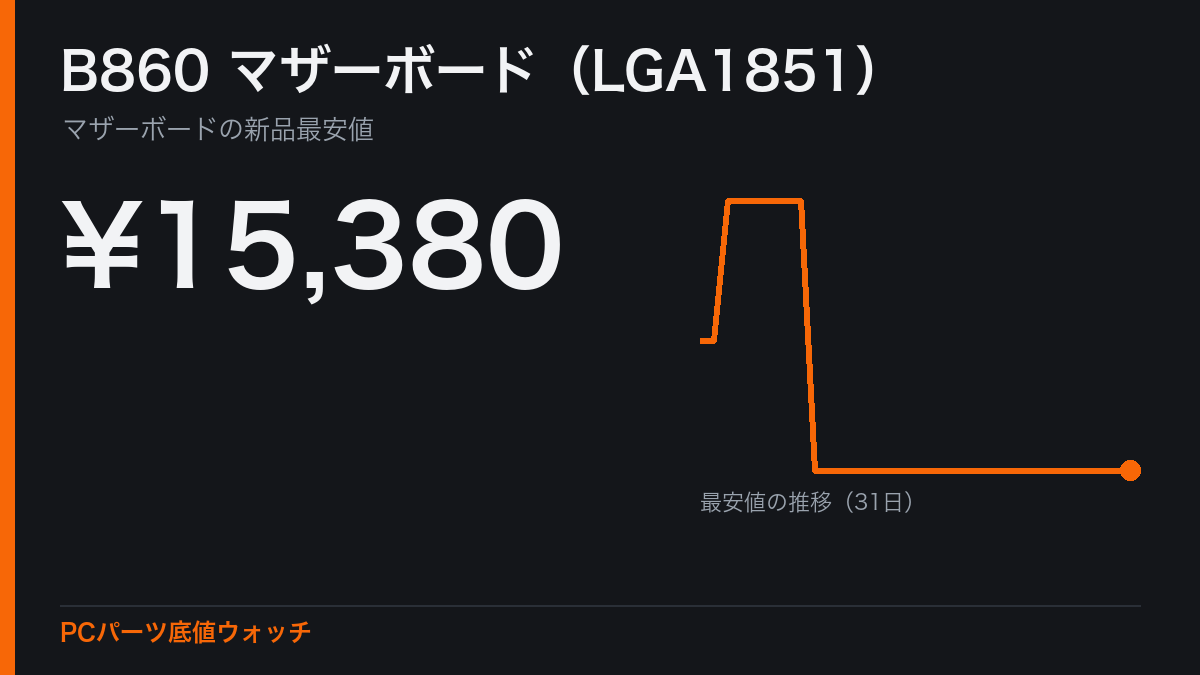 B860 マザーボード（LGA1851）
マザーボードの新品最安値
¥15,380
最安値の推移（31日）
PCパーツ底値ウォッチ